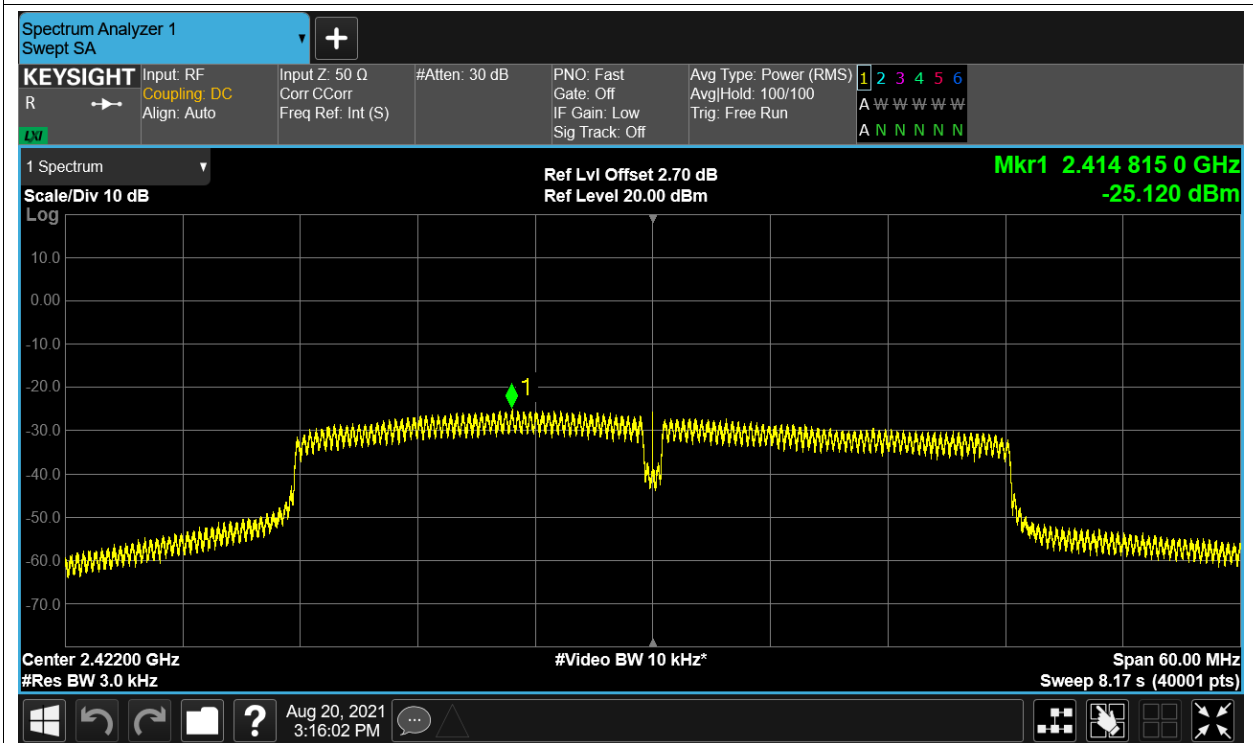 Spectrum Analyzer 1
Swept SA
KEYSIGHT
R
LXI
Input: RF
Coupling: DC
Align: Auto
Input Z: 50 Ω
Corr CCorr
Freq Ref: Int (S)
#Atten: 30 dB
PNO: Fast
Gate: Off
IF Gain: Low
Sig Track: Off
Avg Type: Power (RMS)
Avg|Hold: 100/100
Trig: Free Run
1 2 3 4 5 6
A W W W W W
A N N N N N
1 Spectrum
Scale/Div 10 dB
Log
Ref Lvl Offset 2.70 dB
Ref Level 20.00 dBm
Mkr1 2.414 815 0 GHz
-25.120 dBm
10.0
0.00
-10.0
-20.0
-30.0
-40.0
-50.0
-60.0
-70.0
1
Center 2.42200 GHz
#Res BW 3.0 kHz
#Video BW 10 kHz*
Span 60.00 MHz
Sweep 8.17 s (40001 pts)
?
Aug 20, 2021
3:16:02 PM